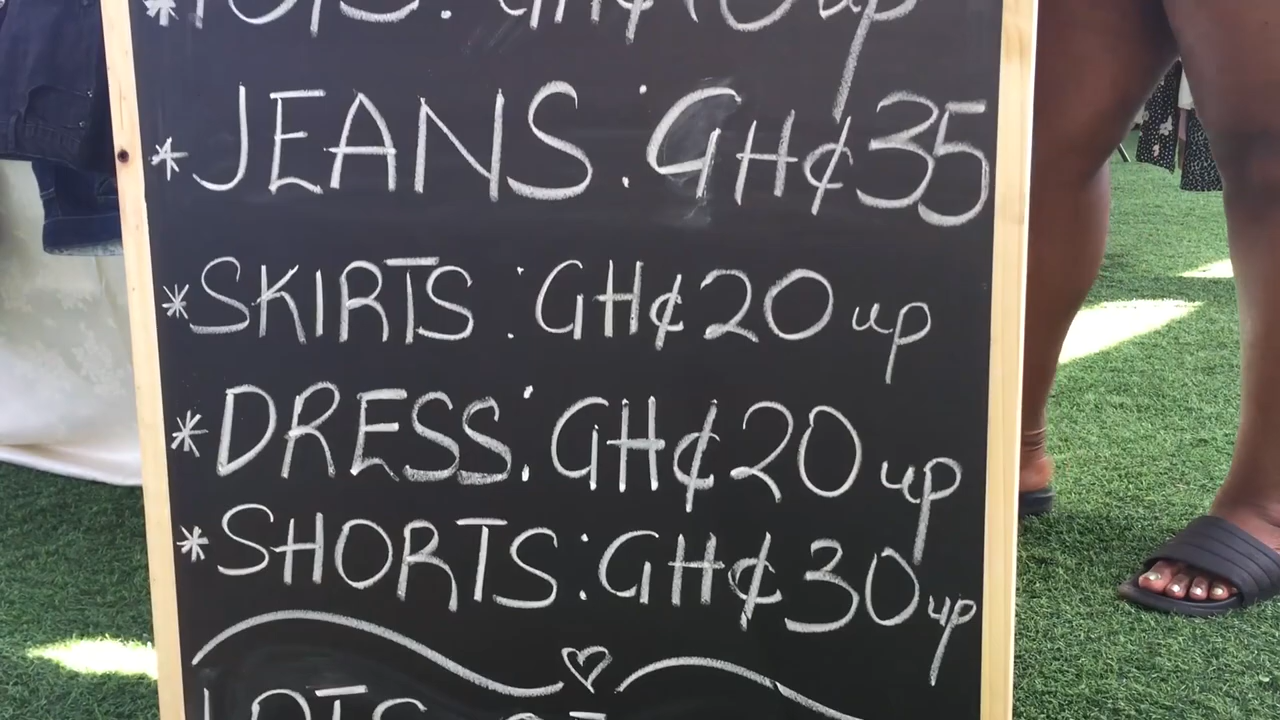 * JEANS : GH¢35
* SKIRTS : GH¢20 up
* DRESS : GH¢20 up
* SHORTS : GH¢30 up